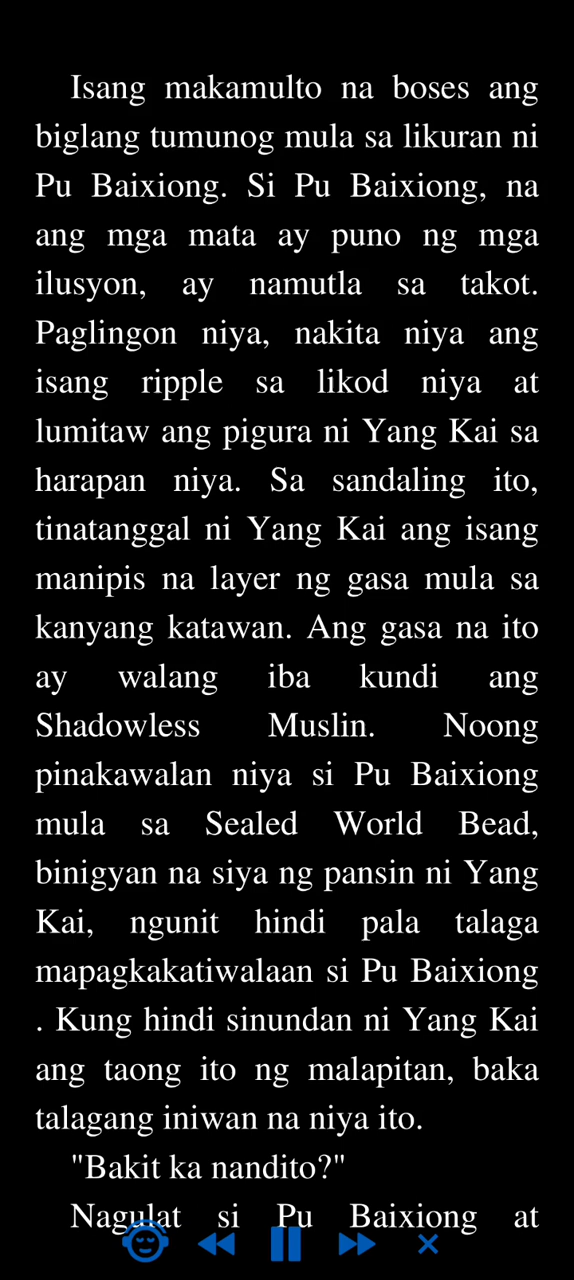 Isang makamulto na boses ang
biglang tumunog mula sa likuran ni
Pu Baixiong. Si Pu Baixiong, na
ang mga mata ay puno ng mga
ilusyon, ay namutla sa takot.
Paglingon niya, nakita niya ang
isang ripple sa likod niya at
lumitaw ang pigura ni Yang Kai sa
harapan niya. Sa sandaling ito,
tinatanggal ni Yang Kai ang isang
manipis na layer ng gasa mula sa
kanyang katawan. Ang gasa na ito
ay walang iba kundi ang
Shadowless Muslin. Noong
pinakawalan niya si Pu Baixiong
mula sa Sealed World Bead,
binigyan na siya ng pansin ni Yang
Kai, ngunit hindi pala talaga
mapagkakatiwalaan si Pu Baixiong
. Kung hindi sinundan ni Yang Kai
ang taong ito ng malapitan, baka
talagang iniwan na niya ito.
"Bakit ka nandito?"
Nagulat si Pu Baixiong at